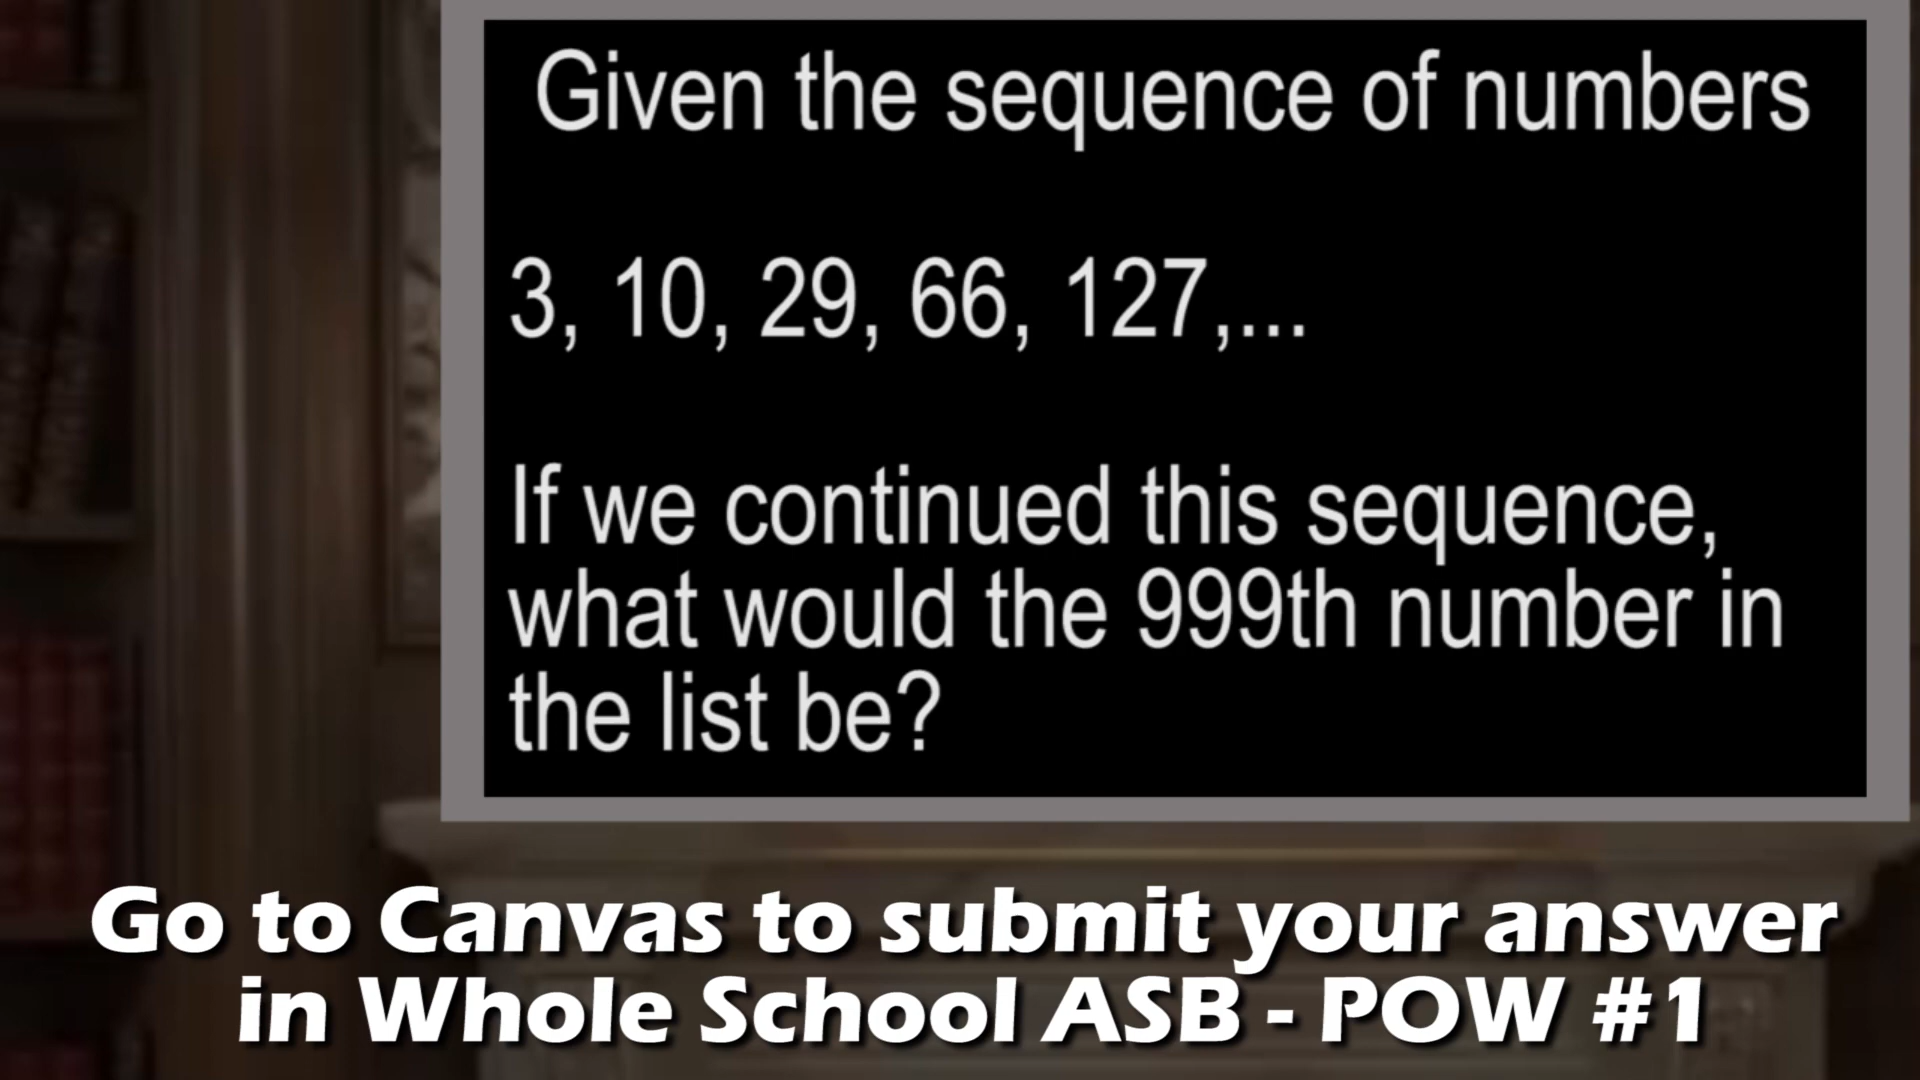 Given the sequence of numbers
3, 10, 29, 66, 127,...
If we continued this sequence,
what would the 999th number in
the list be?
Go to Canvas to submit your answer
in Whole School ASB - POW #1